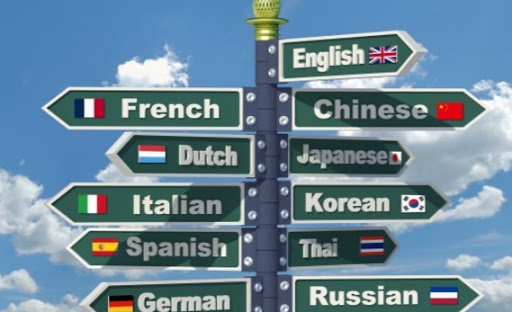 English
French
Chinese
Dutch
Japanese
Italian
Korean
Spanish
Thai
German
Russian